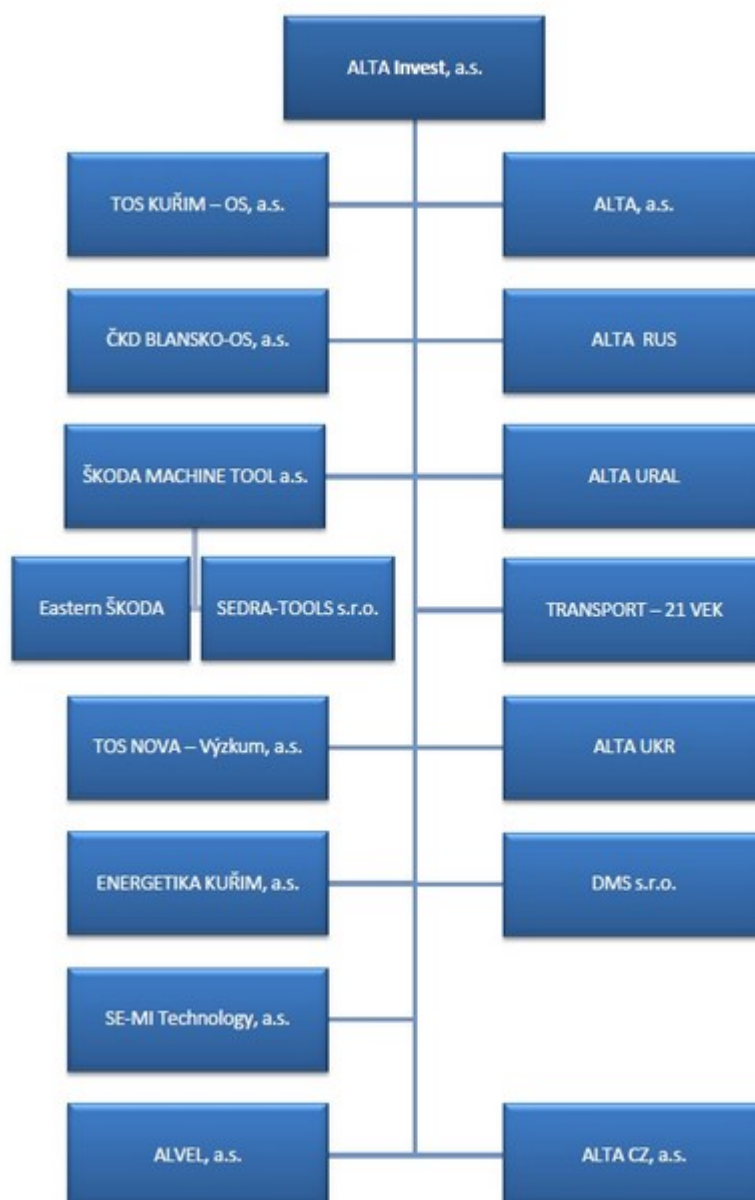 ALTA Invest, a.s.
TOS KUŘIM – OS, a.s.
ALTA, a.s.
ČKD BLANSKO-OS, a.s.
ALTA RUS
ŠKODA MACHINE TOOL a.s.
ALTA URAL
Eastern ŠKODA
SEDRA-TOOLS s.r.o.
TRANSPORT – 21 VEK
TOS NOVA – Výzkum, a.s.
ALTA UKR
ENERGETIKA KUŘIM, a.s.
DMS s.r.o.
SE-MI Technology, a.s.
ALVEL, a.s.
ALTA CZ, a.s.